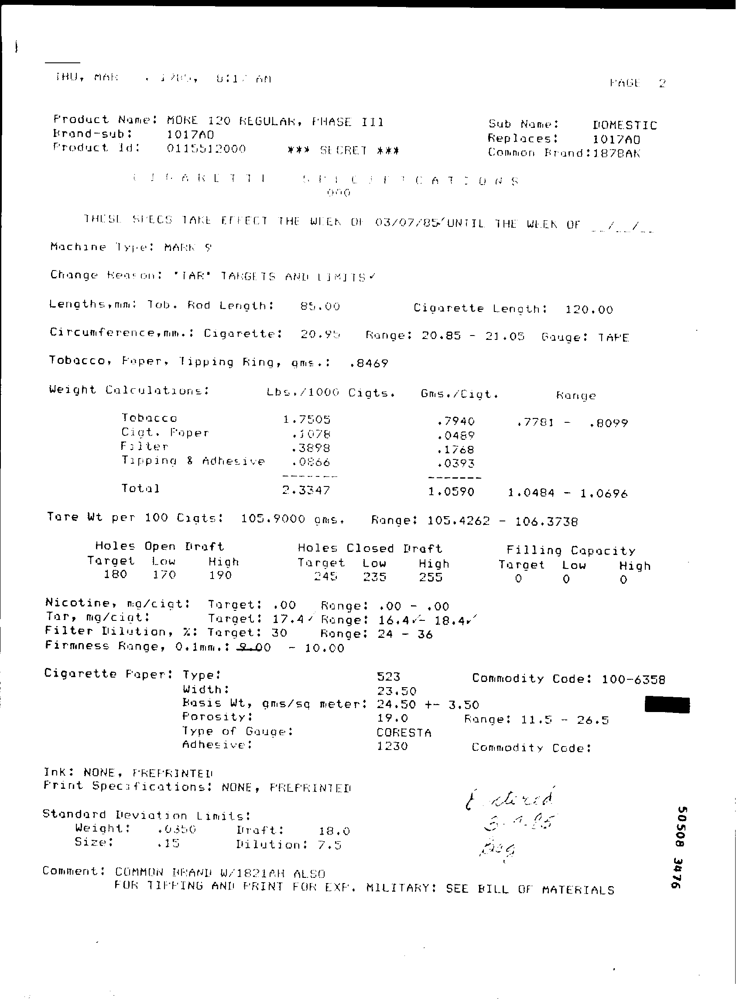 THU, MAR 1985, 8:17 AM
PAGE 2
Product Name: MORE 120 REGULAR, PHASE III
Sub Name: DOMESTIC
Brand-sub: 1017A0
Replaces: 1017A0
Product Id: 0115512000 *** SECRET ***
Common Brand:1878AN
CIGARETTE SPECIFICATIONS
000
THESE SPECS TAKE EFFECT THE WEEK OF 03/07/85 UNTIL THE WEEK OF __/__/__
Machine Type: MARK 9
Change Reason: "TAR" TARGETS AND LIMITS✓
Lengths,mm: Tob. Rod Length: 85.00 Cigarette Length: 120.00
Circumference,mm.: Cigarette: 20.95 Range: 20.85 - 21.05 Gauge: TAPE
Tobacco, Paper, Tipping Ring, gms.: .8469
Weight Calculations: Lbs./1000 Cigts. Gms./Cigt. Range
Tobacco 1.7505 .7940 .7781 - .8099
Cigt. Paper .1078 .0489
Filter .3898 .1768
Tipping & Adhesive .0866 .0393
------- -------
Total 2.3347 1.0590 1.0484 - 1.0696
Tare Wt per 100 Cigts: 105.9000 gms. Range: 105.4262 - 106.3738
Holes Open Draft Holes Closed Draft Filling Capacity
Target Low High Target Low High Target Low High
180 170 190 245 235 255 0 0 0
Nicotine, mg/cigt: Target: .00 Range: .00 - .00
Tar, mg/cigt: Target: 17.4✓ Range: 16.4✓- 18.4✓
Filter Dilution, %: Target: 30 Range: 24 - 36
Firmness Range, 0.1mm.: 9.00 - 10.00
Cigarette Paper: Type: 523 Commodity Code: 100-6358
Width: 23.50
Basis Wt, gms/sq meter: 24.50 +- 3.50
Porosity: 19.0 Range: 11.5 - 26.5
Type of Gauge: CORESTA
Adhesive: 1230 Commodity Code:
Ink: NONE, PREPRINTED
Print Specifications: NONE, PREPRINTED
Entered
Standard Deviation Limits:
Weight: .0350 Draft: 18.0
Size: .15 Dilution: 7.5
Comment: COMMON BRAND W/1821AH ALSO
FOR TIPPING AND PRINT FOR EXP. MILITARY: SEE BILL OF MATERIALS
50508 3476